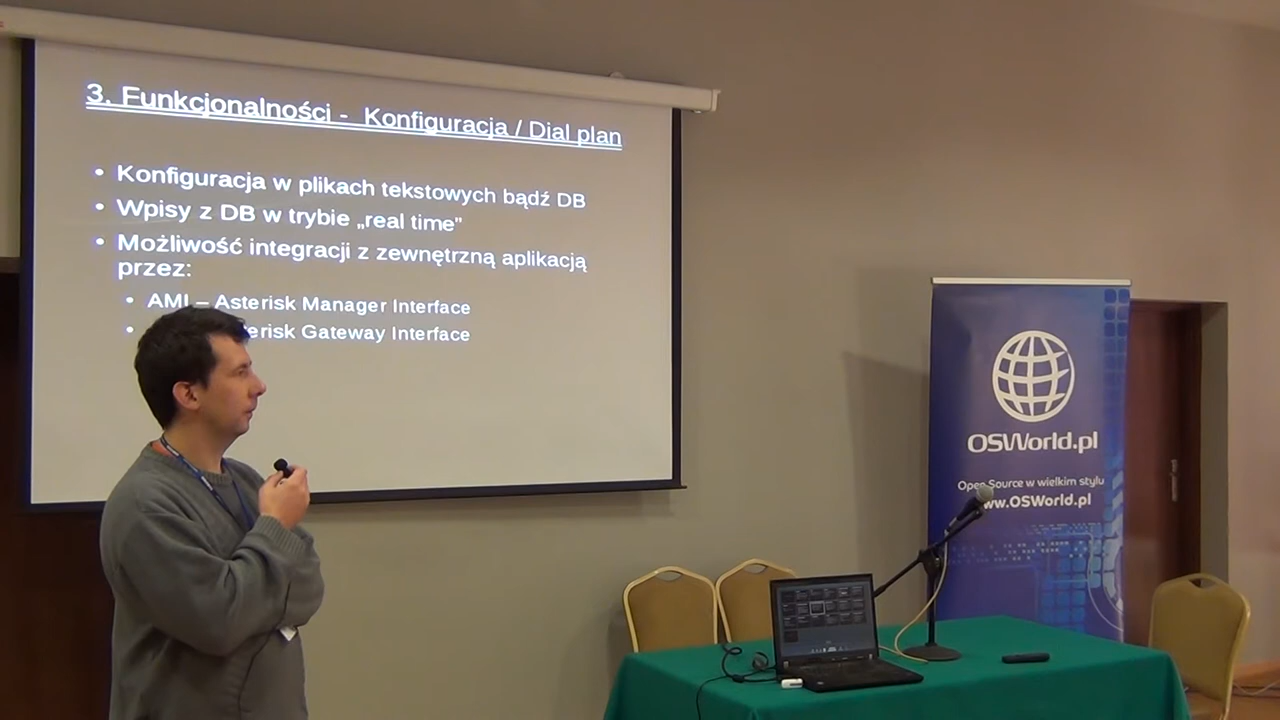 3. Funkcjonalności - Konfiguracja / Dial plan
• Konfiguracja w plikach tekstowych bądź DB
• Wpisy z DB w trybie „real time”
• Możliwość integracji z zewnętrzną aplikacją
przez:
• AMI – Asterisk Manager Interface
• Gateway Interface
OSWorld.pl
Open Source w wielkim stylu
www.OSWorld.pl